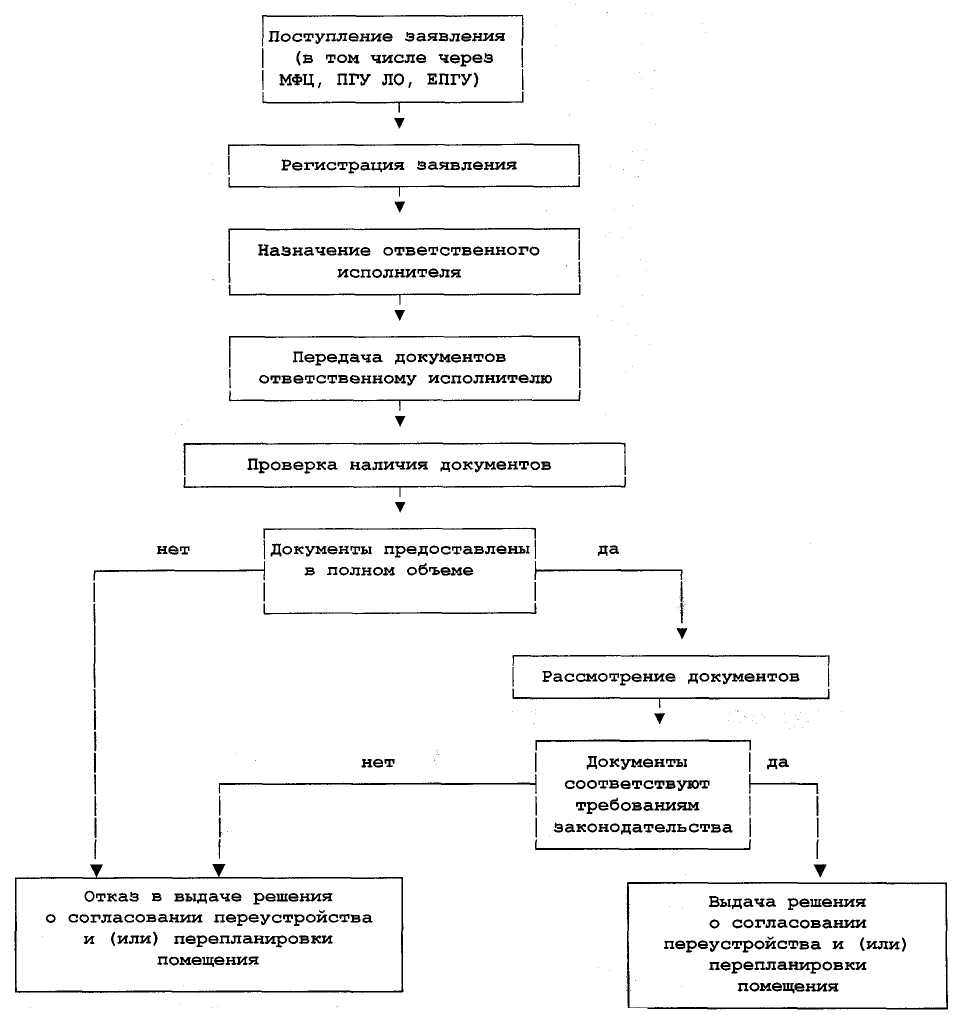 Поступление заявления
(в том числе через
МФЦ, ПГУ ЛО, ЕПГУ)
Регистрация заявления
Назначение ответственного
исполнителя
Передача документов
ответственному исполнителю
Проверка наличия документов
нет
Документы предоставлены
в полном объеме
да
Рассмотрение документов
нет
Документы
соответствуют
требованиям
законодательства
да
Отказ в выдаче решения
о согласовании переустройства
и (или) перепланировки
помещения
Выдача решения
о согласовании
переустройства и (или)
перепланировки
помещения